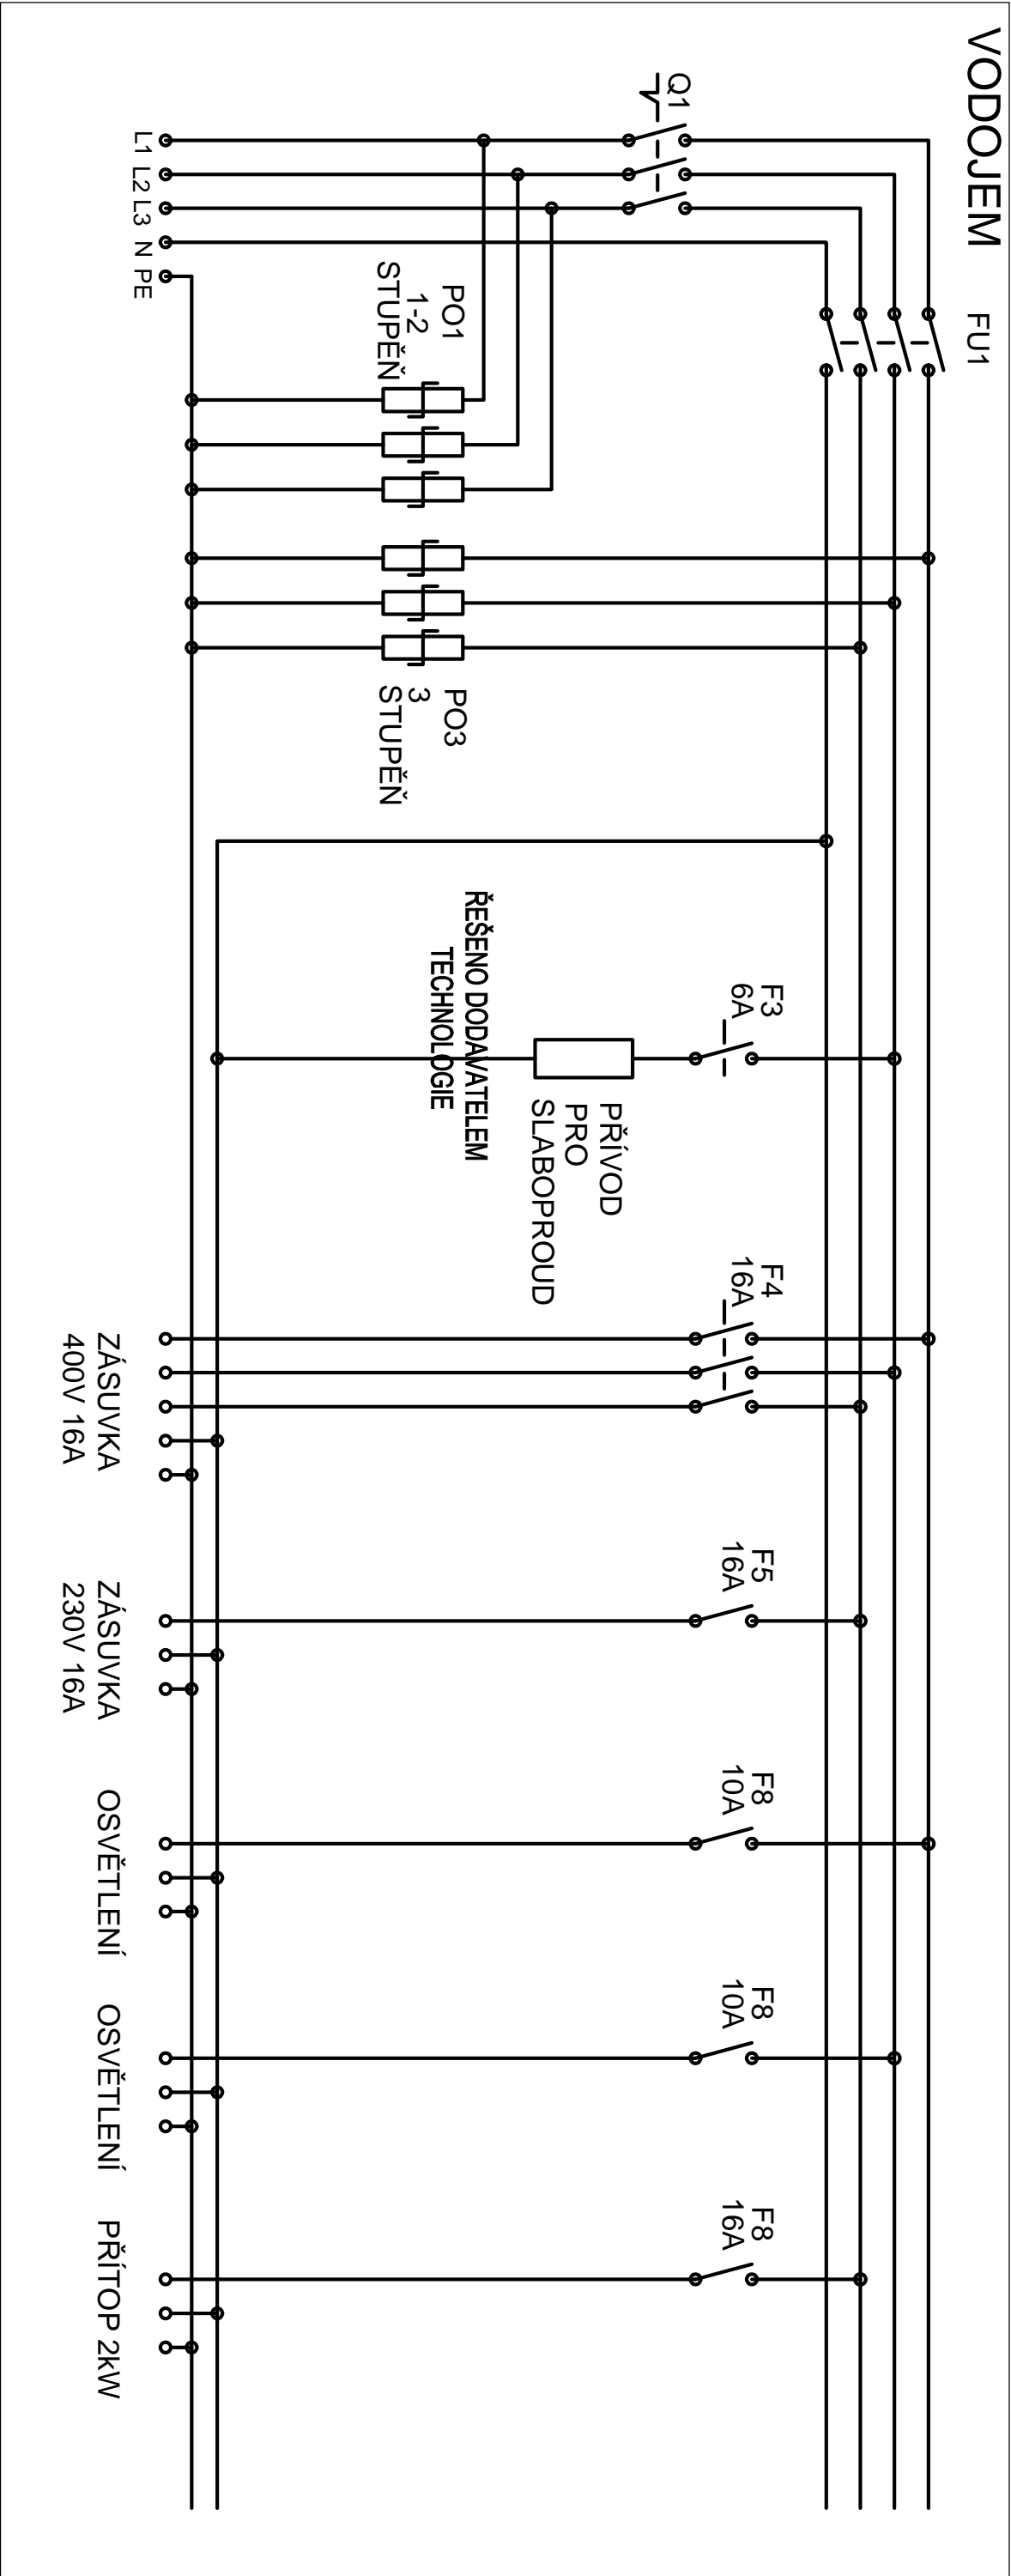 VODOJEM
FU1
Q1
L1
L2
L3
N
PE
PO1
1-2
STUPĚŇ
PO3
3
STUPĚŇ
ŘEŠENO DODAVATELEM
TECHNOLOGIE
F3
6A
PŘÍVOD
PRO
SLABOPROUD
F4
16A
ZÁSUVKA
400V 16A
F5
16A
ZÁSUVKA
230V 16A
F8
10A
OSVĚTLENÍ
F8
10A
OSVĚTLENÍ
F8
16A
PŘÍTOP 2kW